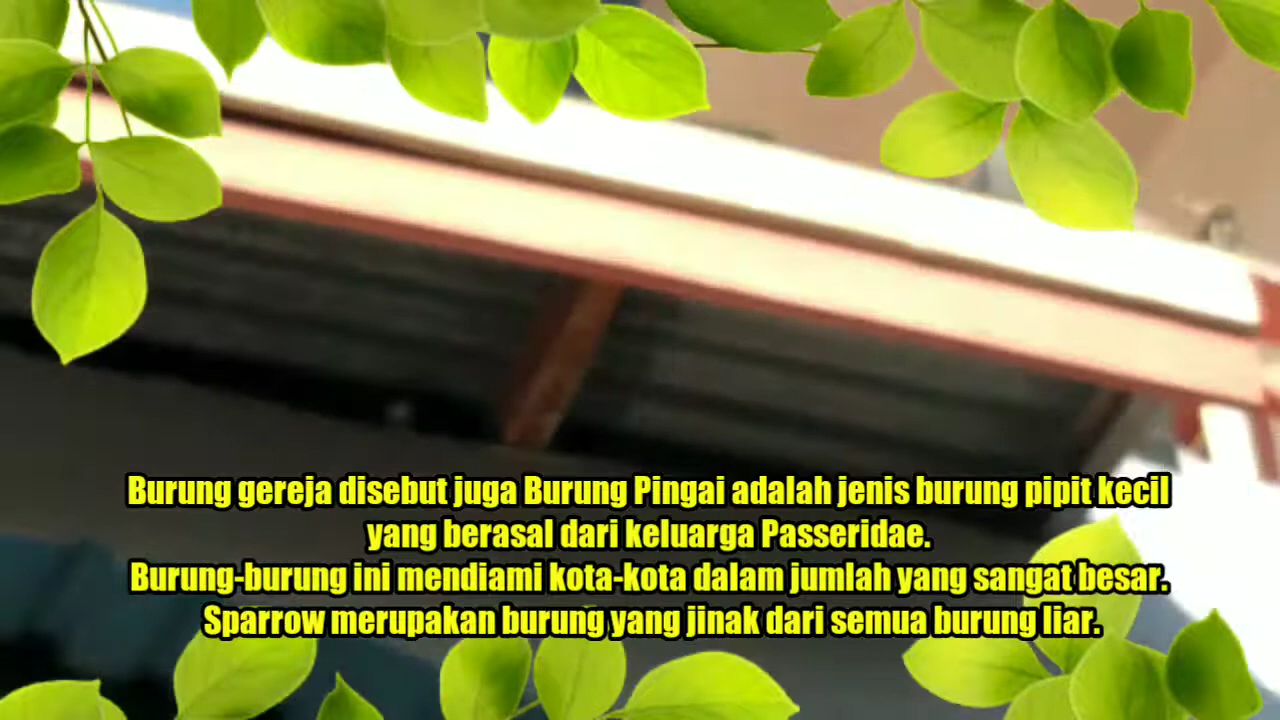 Burung gereja disebut juga Burung Pingai adalah jenis burung pipit kecil
yang berasal dari keluarga Passeridae.
Burung-burung ini mendiami kota-kota dalam jumlah yang sangat besar.
Sparrow merupakan burung yang jinak dari semua burung liar.